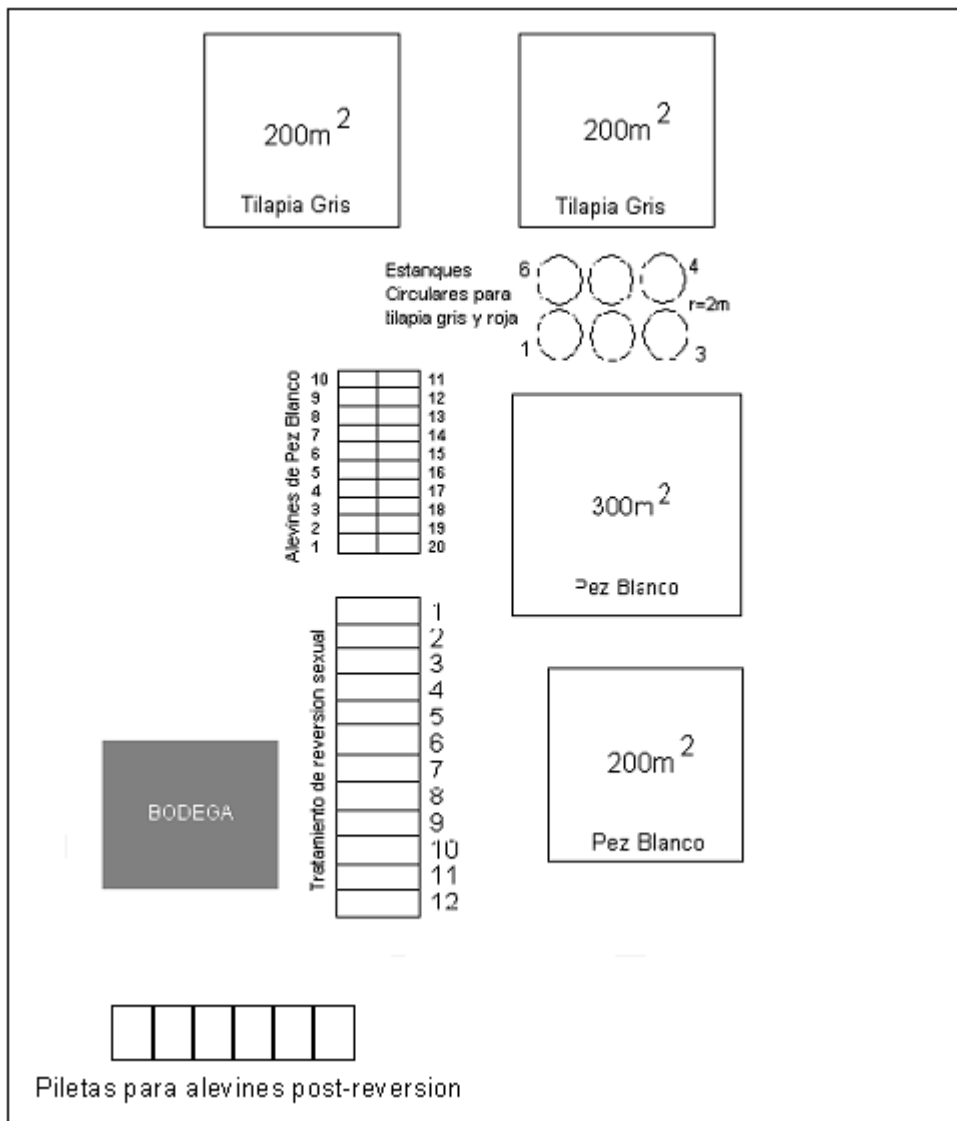 200m 2
Tilapia Gris
200m 2
Tilapia Gris
Estanques
Circulares para
tilapia gris y roja
6
4
r=2m
1
3
Alevines de Pez Blanco
10 11
9 12
8 13
7 14
6 15
5 16
4 17
3 18
2 19
1 20
300m 2
Pez Blanco
Tratamiento de reversion sexual
1
2
3
4
5
6
7
8
9
10
11
12
200m 2
Pez Blanco
BODEGA
Piletas para alevines post-reversion